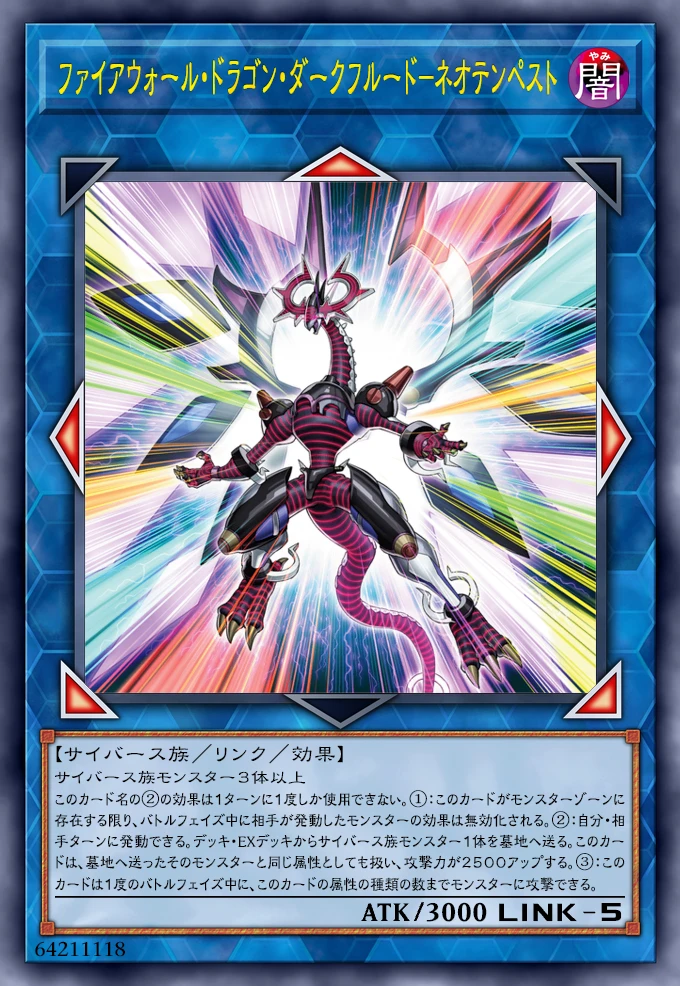 ファイアウォール・ドラゴン・ダークフルードーネオテンペスト
やみ
闇
【サイバース族／リンク／効果】
サイバース族モンスター３体以上
このカード名の②の効果は１ターンに１度しか使用できない。①：このカードがモンスターゾーンに
存在する限り、バトルフェイズ中に相手が発動したモンスターの効果は無効化される。②：自分・相
手ターンに発動できる。デッキ・EXデッキからサイバース族モンスター１体を墓地へ送る。このカー
ドは、墓地へ送ったそのモンスターと同じ属性としても扱い、攻撃力が２５００アップする。③：この
カードは１度のバトルフェイズ中に、このカードの属性の種類の数までモンスターに攻撃できる。
ATK/3000 LINK-5
64211118